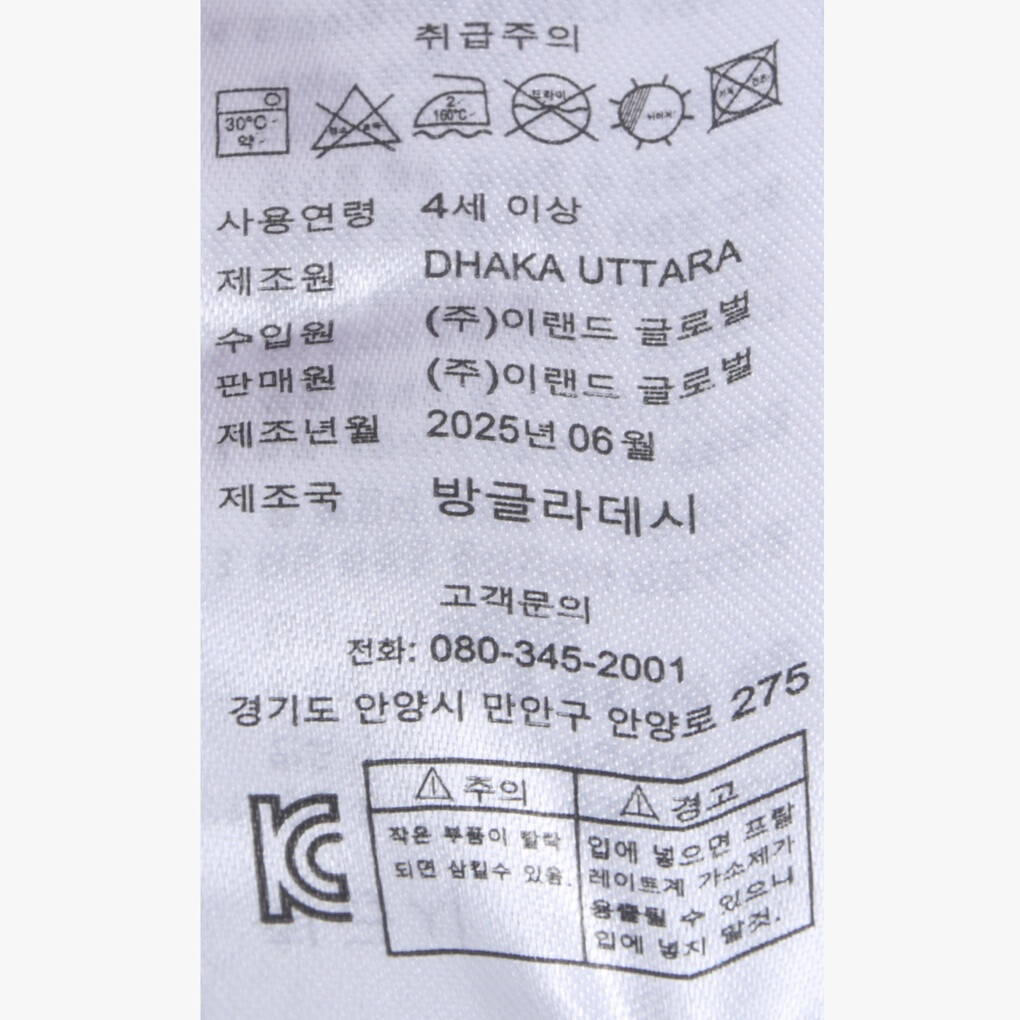 취급주의
30℃
약
2
160℃
드라이
사용연령 4세 이상
제조원 DHAKA UTTARA
수입원 (주)이랜드 글로벌
판매원 (주)이랜드 글로벌
제조년월 2025년 06월
제조국 방글라데시
고객문의
전화: 080-345-2001
경기도 안양시 만안구 안양로 275
주의
작은 부품이 탈락
되면 삼킬수 있음.
경고
입에 넣으면 프탈
레이트계 가소제가
용출될 수 있으니
입에 넣지 말것.
KC